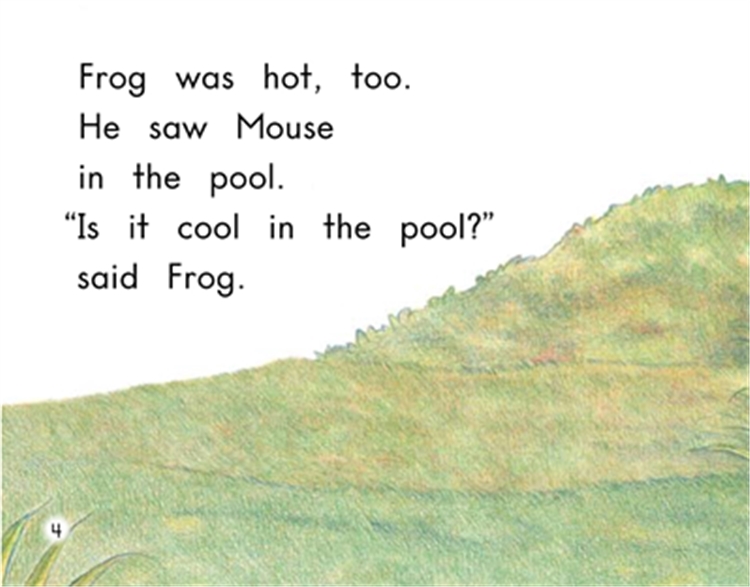 Frog was hot, too.
He saw Mouse
in the pool.
“Is it cool in the pool?”
said Frog.
4